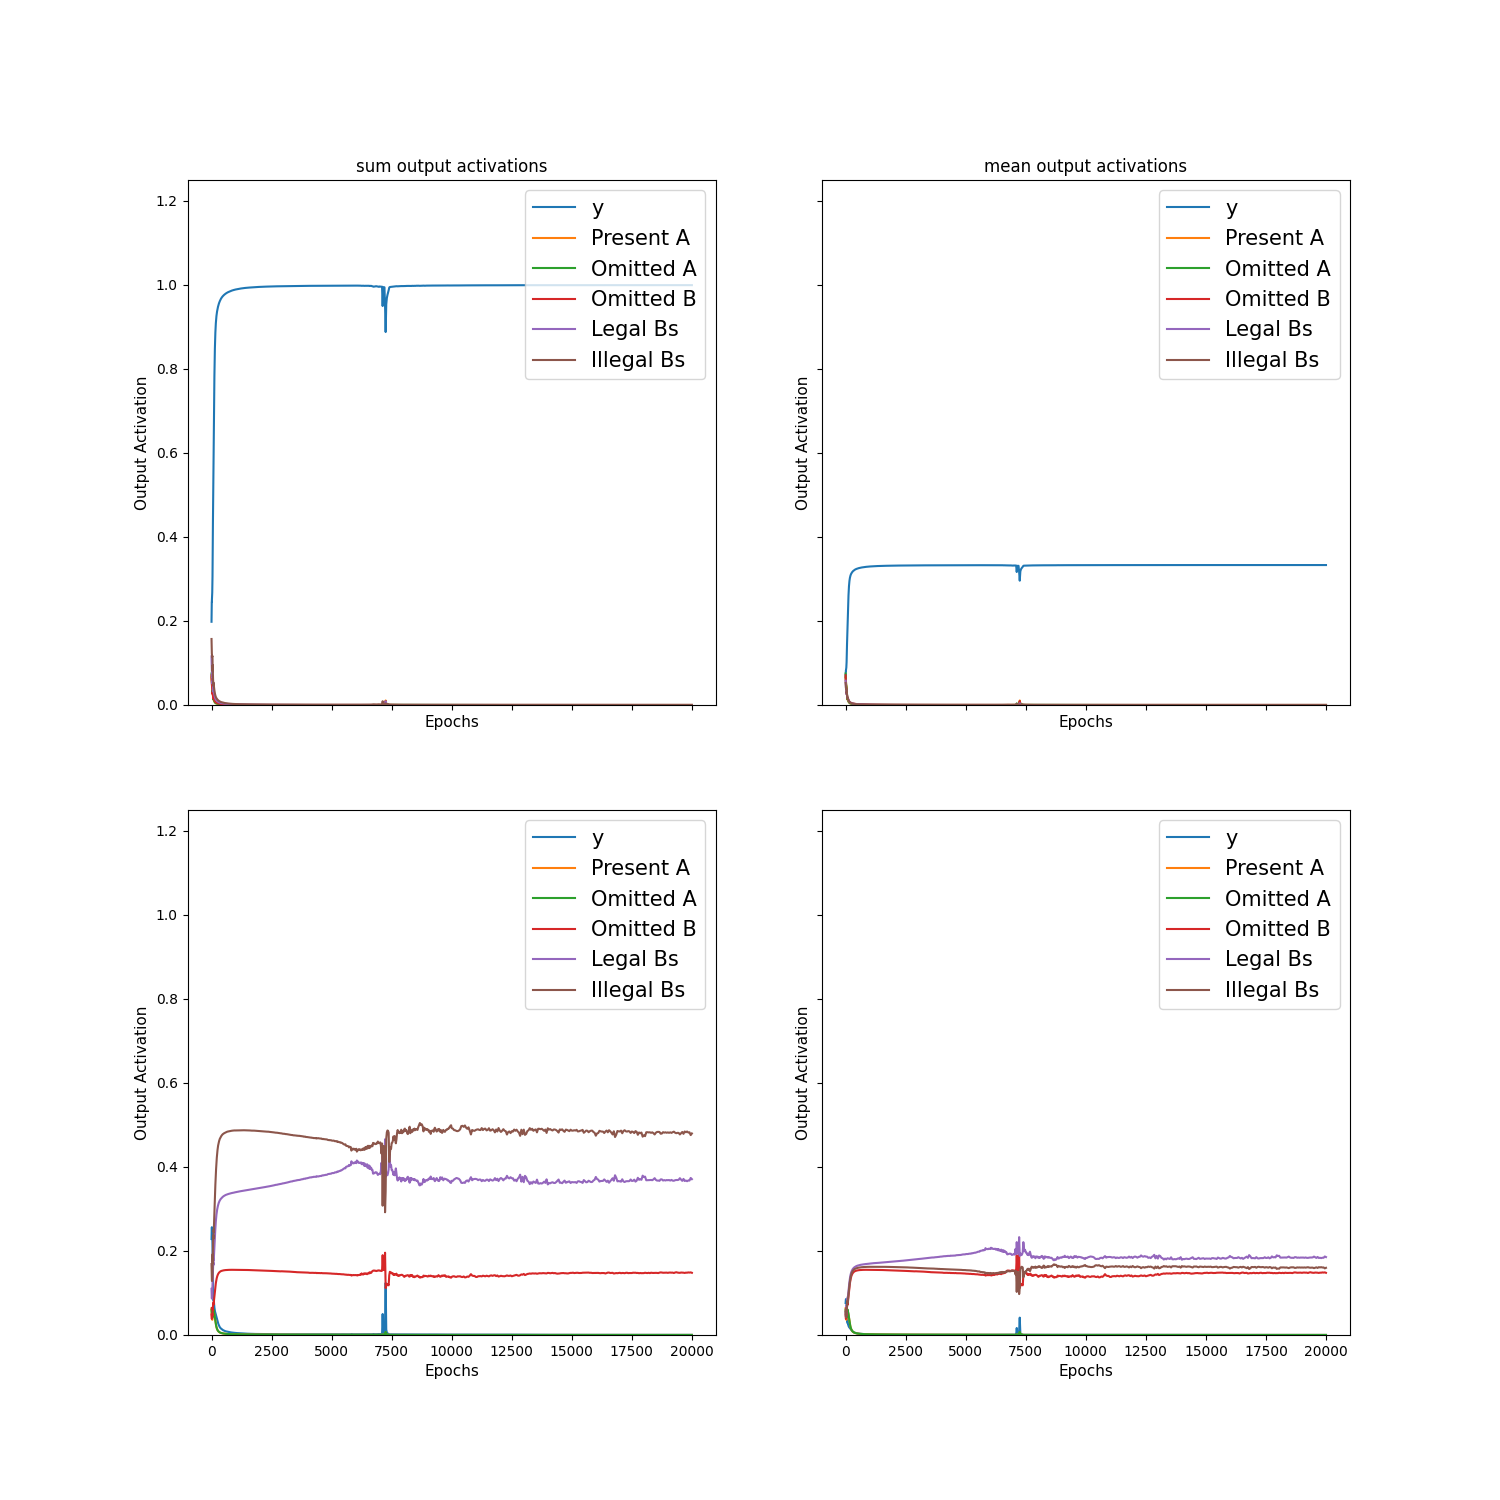 sum output activations
mean output activations
1.2
1.0
0.8
0.6
0.4
0.2
0.0
Output Activation
y
Present A
Omitted A
Omitted B
Legal Bs
Illegal Bs
Epochs
Output Activation
y
Present A
Omitted A
Omitted B
Legal Bs
Illegal Bs
Epochs
1.2
1.0
0.8
0.6
0.4
0.2
0.0
Output Activation
y
Present A
Omitted A
Omitted B
Legal Bs
Illegal Bs
0 2500 5000 7500 10000 12500 15000 17500 20000
Epochs
Output Activation
y
Present A
Omitted A
Omitted B
Legal Bs
Illegal Bs
0 2500 5000 7500 10000 12500 15000 17500 20000
Epochs